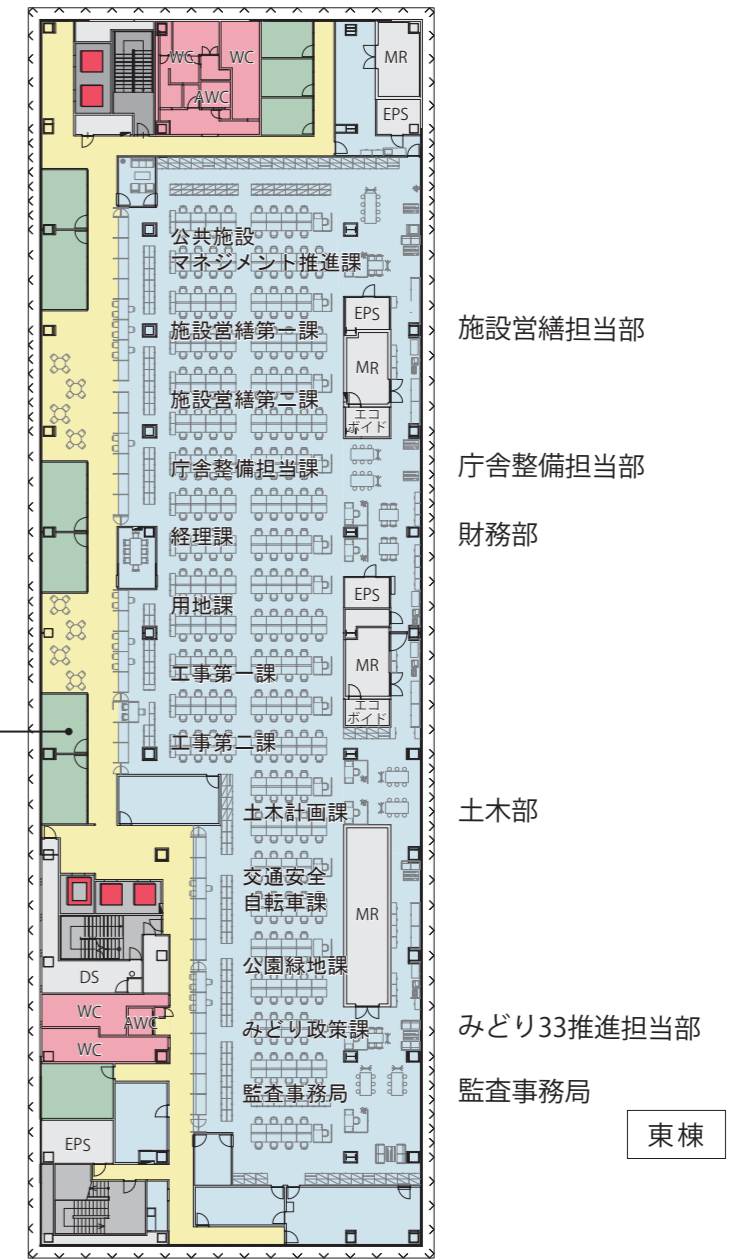 WC
WC
MR
AWC
EPS
公共施設
マネジメント推進課
EPS
施設営繕第一課
施設営繕担当部
MR
施設営繕第二課
エコ
ボイド
庁舎整備担当課
庁舎整備担当部
経理課
財務部
EPS
用地課
MR
工事第一課
エコ
ボイド
工事第二課
土木計画課
土木部
交通安全
自転車課
MR
公園緑地課
DS
WC
AWC
みどり政策課
みどり33推進担当部
WC
監査事務局
監査事務局
EPS
東棟